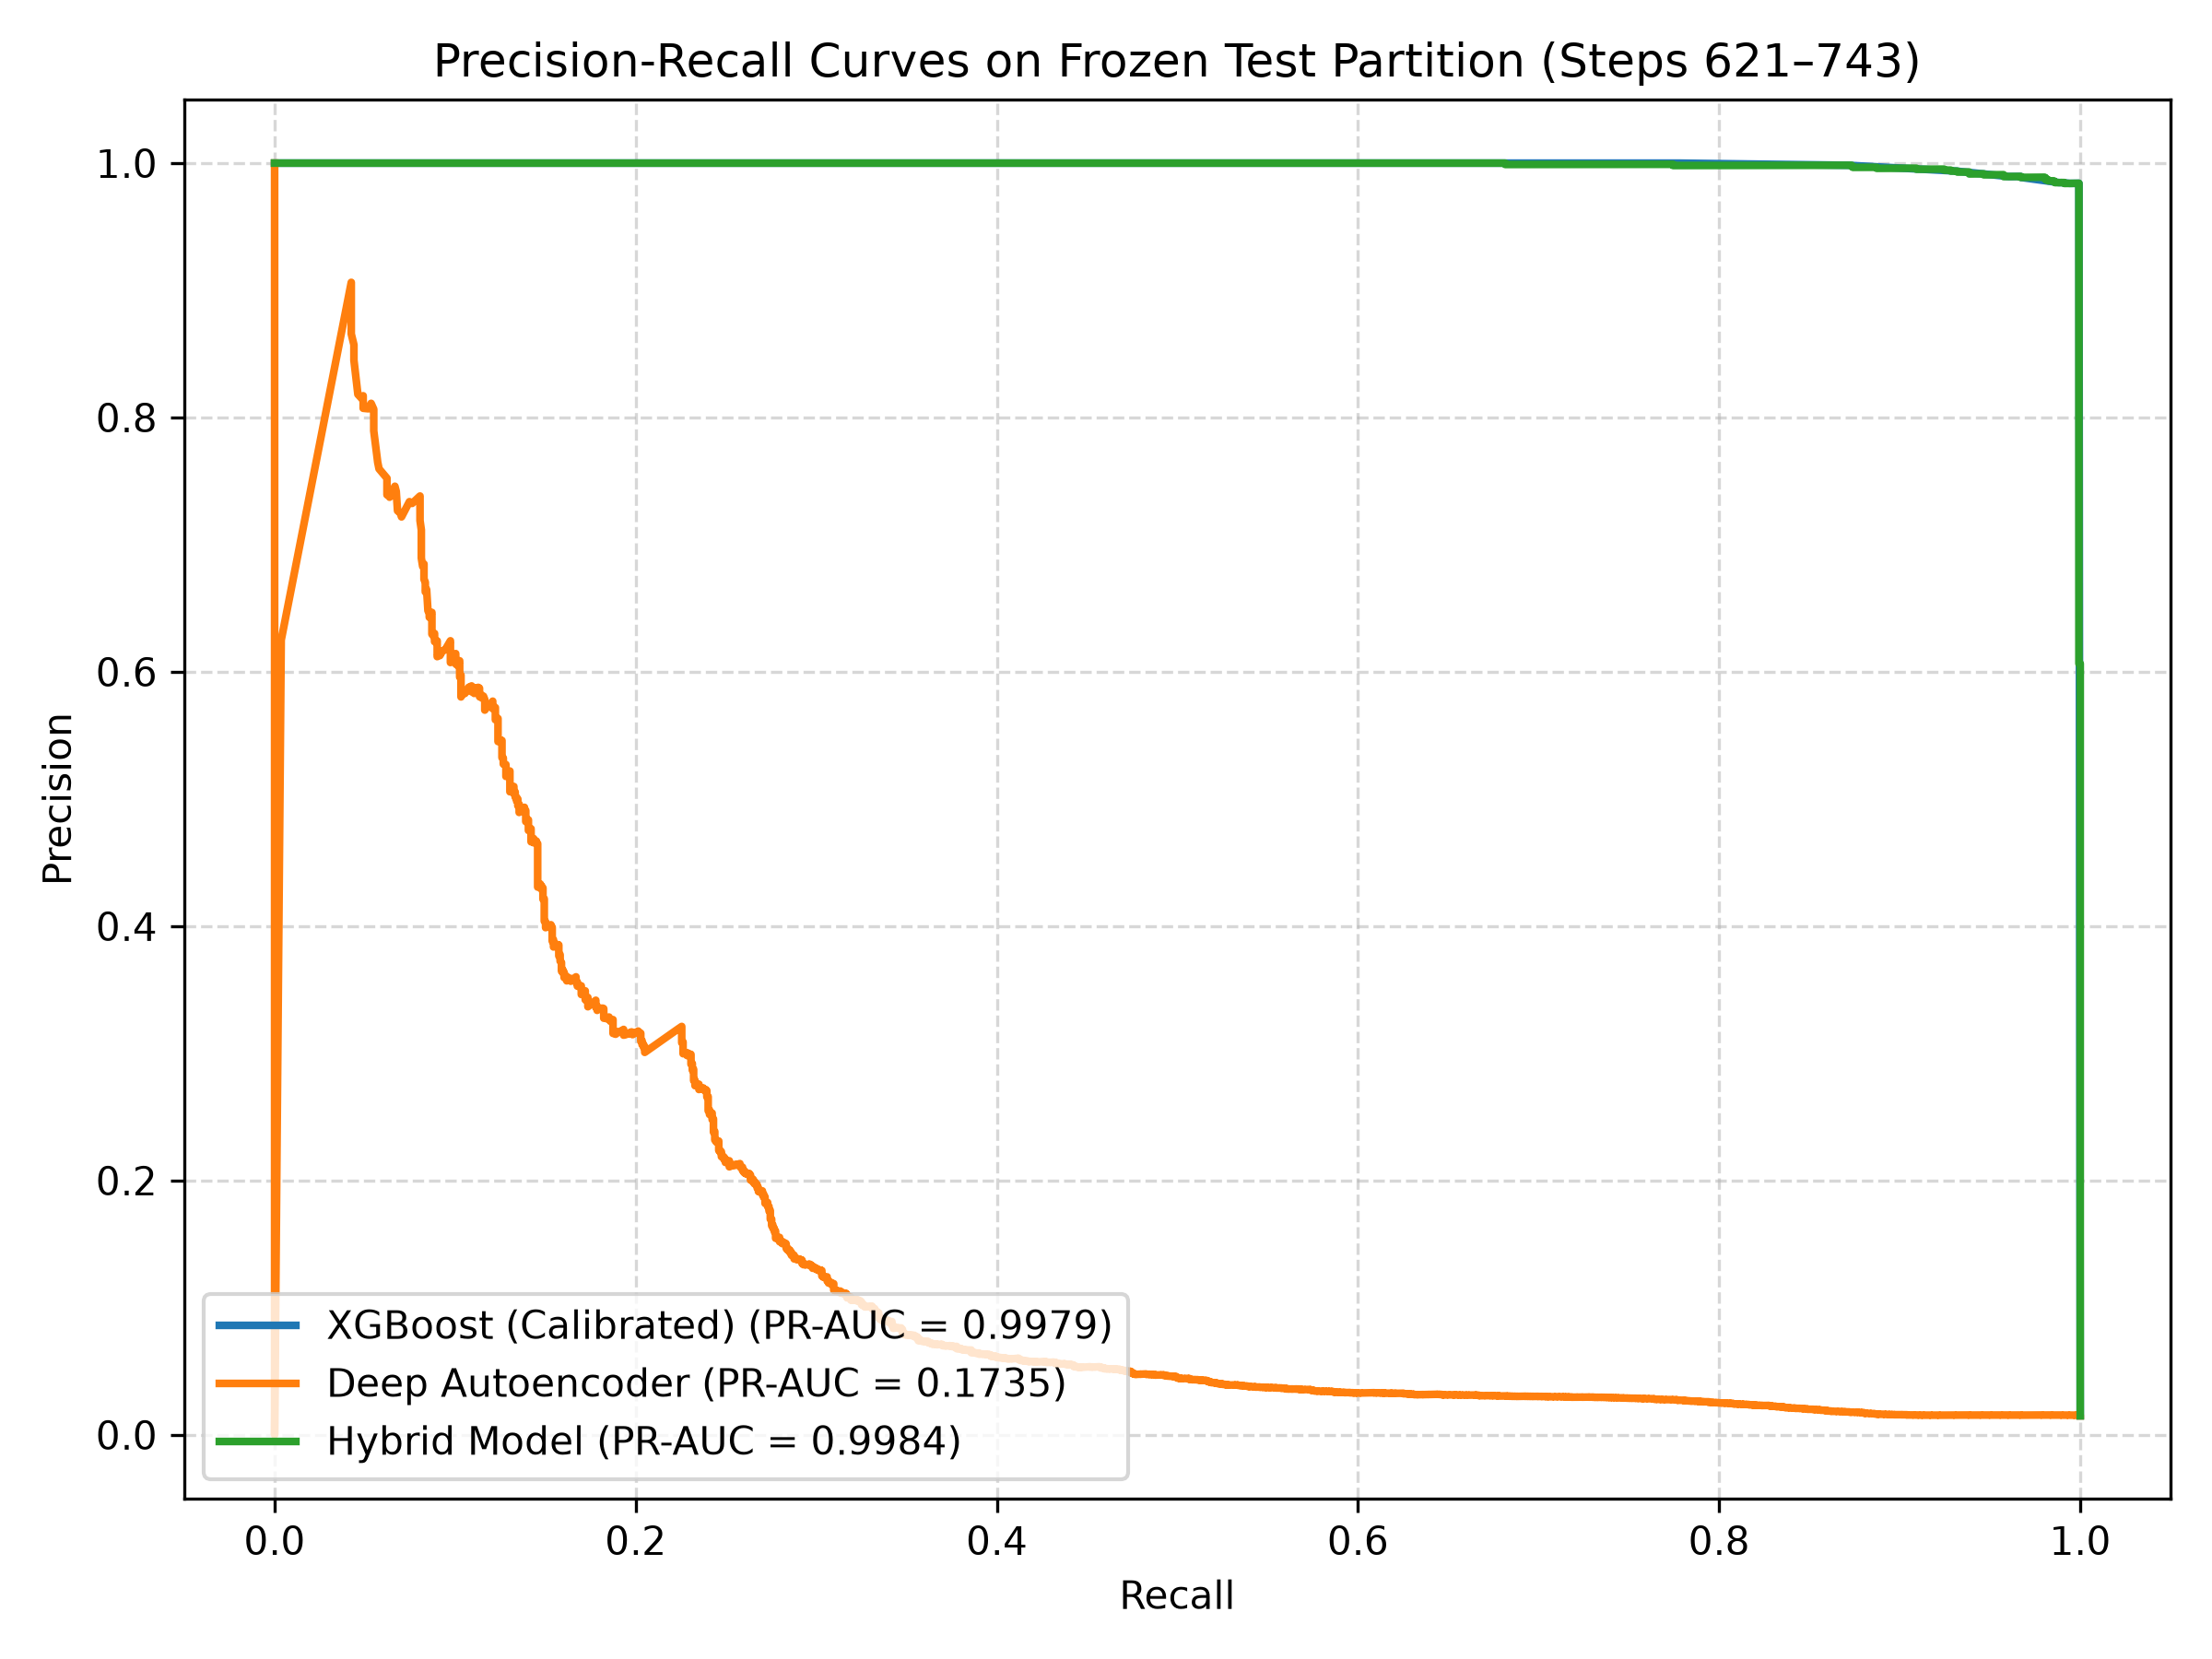 Precision-Recall Curves on Frozen Test Partition (Steps 621–743)
Precision
1.0
0.8
0.6
0.4
0.2
0.0
XGBoost (Calibrated) (PR-AUC = 0.9979)
Deep Autoencoder (PR-AUC = 0.1735)
Hybrid Model (PR-AUC = 0.9984)
0.0 0.2 0.4 0.6 0.8 1.0
Recall